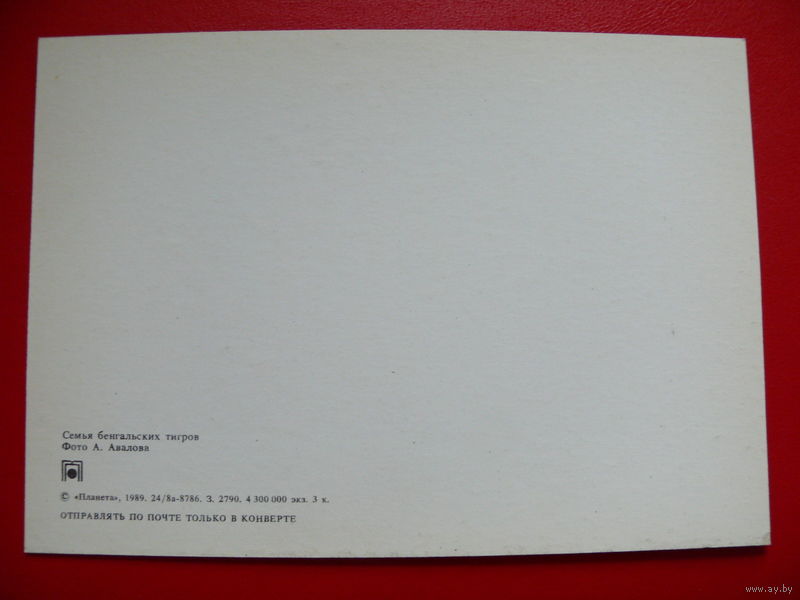 Семья бенгальских тигров
Фото А. Авалова
© «Планета», 1989. 24/8а-8786. З. 2790. 4 300 000 экз. 3 к.
ОТПРАВЛЯТЬ ПО ПОЧТЕ ТОЛЬКО В КОНВЕРТЕ
www.ay.by